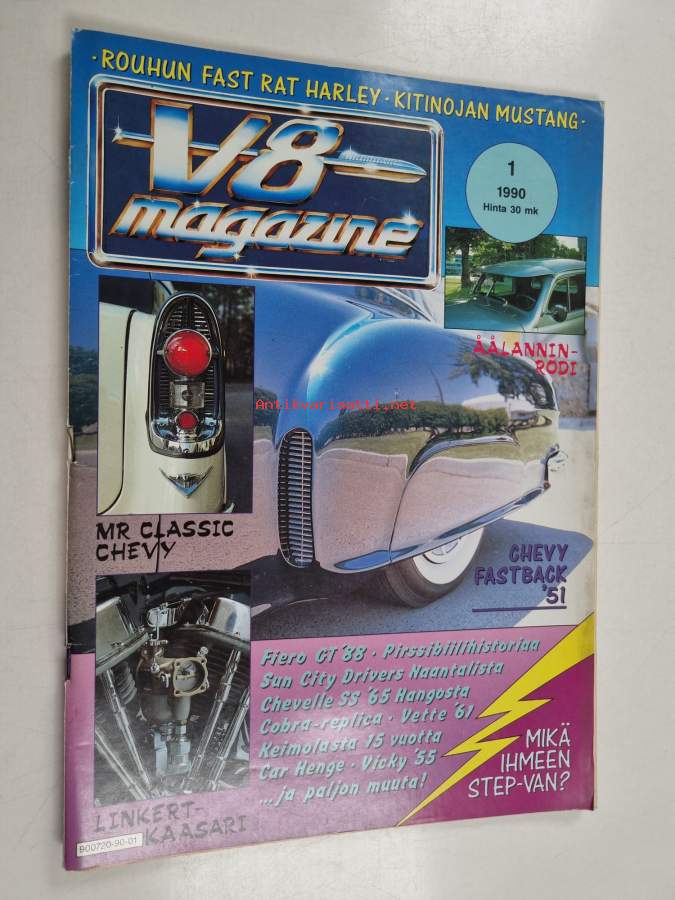 · ROUHUN FAST RAT HARLEY · KITINOJAN MUSTANG ·
V8
magazine
1
1990
Hinta 30 mk
ÅÅLANNIN-
RODI
Antikvariaatti.net
MR CLASSIC
CHEVY
CHEVY
FASTBACK
'51
Fiero GT '88 · Pirssibiilihistoriaa
Sun City Drivers Naantalista
Chevelle SS '65 Hangosta
Cobra-replica · Vette '61
Keimolasta 15 vuotta
Car Henge · Vicky '55
...ja paljon muuta!
MIKÄ
IHMEEN
STEP-VAN?
LINKERT-
KAASARI
B00720-90-01